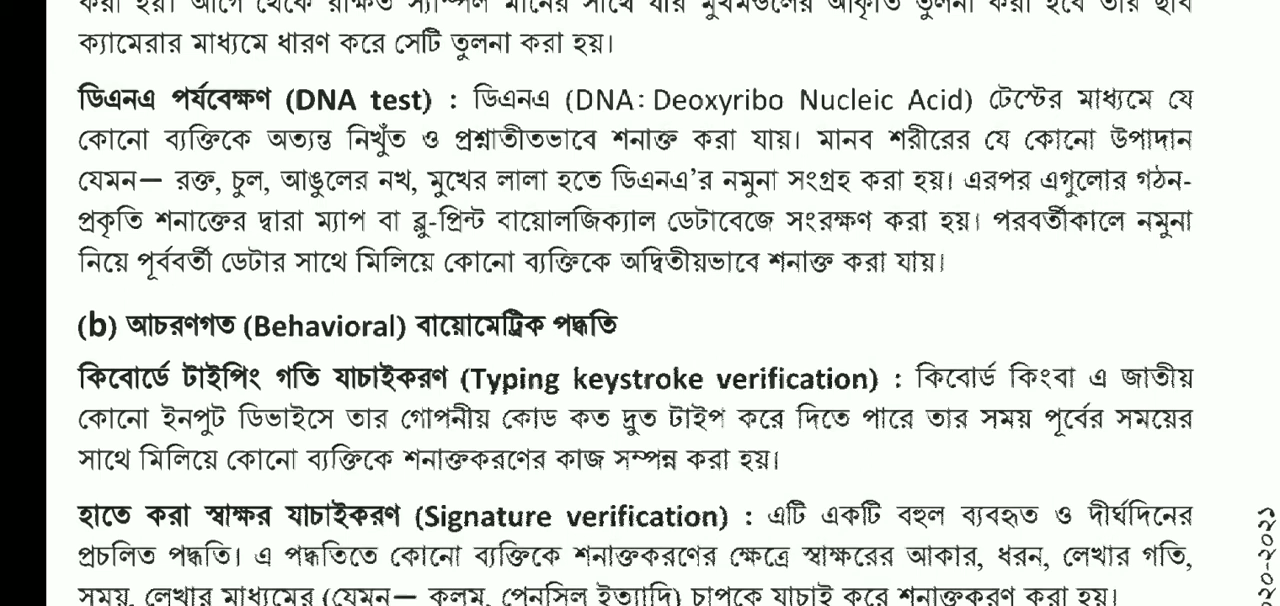 করা হয়। আগে থেকে রক্ষিত স্যাম্পল মানের সাথে যার মুখমণ্ডলের আকৃতি তুলনা করা হবে তার ছবি
ক্যামেরার মাধ্যমে ধারণ করে সেটি তুলনা করা হয়।
ডিএনএ পর্যবেক্ষণ (DNA test) : ডিএনএ (DNA: Deoxyribo Nucleic Acid) টেস্টের মাধ্যমে যে
কোনো ব্যক্তিকে অত্যন্ত নিখুঁত ও প্রশ্নাতীতভাবে শনাক্ত করা যায়। মানব শরীরের যে কোনো উপাদান
যেমন— রক্ত, চুল, আঙুলের নখ, মুখের লালা হতে ডিএনএ’র নমুনা সংগ্রহ করা হয়। এরপর এগুলোর গঠন-
প্রকৃতি শনাক্তের দ্বারা ম্যাপ বা ব্লু-প্রিন্ট বায়োলজিক্যাল ডেটাবেজে সংরক্ষণ করা হয়। পরবর্তীকালে নমুনা
নিয়ে পূর্ববর্তী ডেটার সাথে মিলিয়ে কোনো ব্যক্তিকে অদ্বিতীয়ভাবে শনাক্ত করা যায়।
(b) আচরণগত (Behavioral) বায়োমেট্রিক পদ্ধতি
কিবোর্ডে টাইপিং গতি যাচাইকরণ (Typing keystroke verification) : কিবোর্ড কিংবা এ জাতীয়
কোনো ইনপুট ডিভাইসে তার গোপনীয় কোড কত দ্রুত টাইপ করে দিতে পারে তার সময় পূর্বের সময়ের
সাথে মিলিয়ে কোনো ব্যক্তিকে শনাক্তকরণের কাজ সম্পন্ন করা হয়।
হাতে করা স্বাক্ষর যাচাইকরণ (Signature verification) : এটি একটি বহুল ব্যবহৃত ও দীর্ঘদিনের
প্রচলিত পদ্ধতি। এ পদ্ধতিতে কোনো ব্যক্তিকে শনাক্তকরণের ক্ষেত্রে স্বাক্ষরের আকার, ধরন, লেখার গতি,
সময়, লেখার মাধ্যমের (যেমন— কলম, পেনসিল ইত্যাদি) চাপকে যাচাই করে শনাক্তকরণ করা হয়।
২০-২০২১